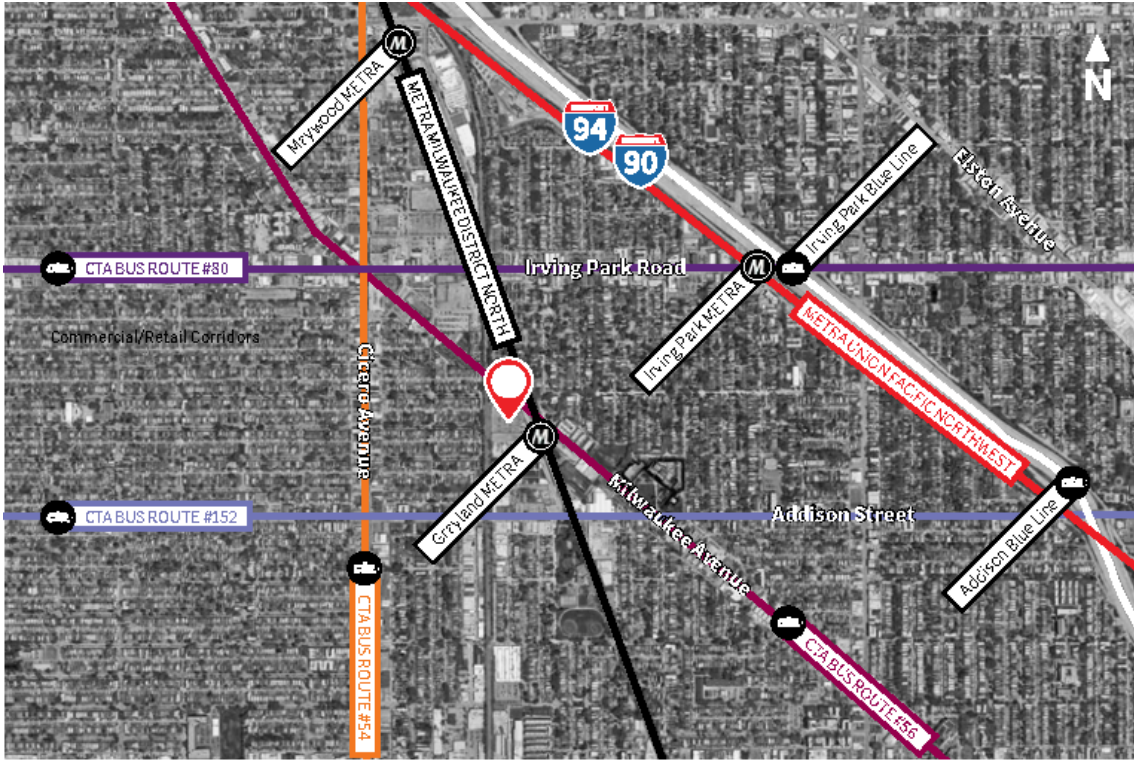 M
Maywood METRA
METRA MILWAUKEE DISTRICT NORTH
94
90
N
Elston Avenue
Irving Park Blue Line
CTA BUS ROUTE #80
Irving Park Road
M
Irving Park METRA
METRA UNION PACIFIC NORTHWEST
Commercial/Retail Corridors
Cicero Avenue
M
Grayland METRA
Milwaukee Avenue
CTA BUS ROUTE #152
Addison Street
Addison Blue Line
CTA BUS ROUTE #54
CTA BUS ROUTE #56